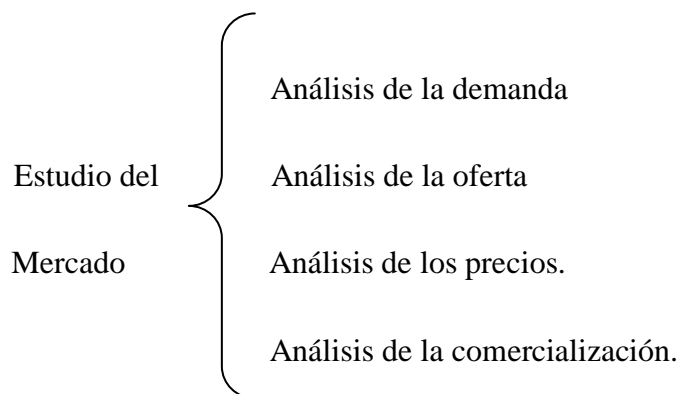 Estudio del
Mercado
Análisis de la demanda
Análisis de la oferta
Análisis de los precios.
Análisis de la comercialización.